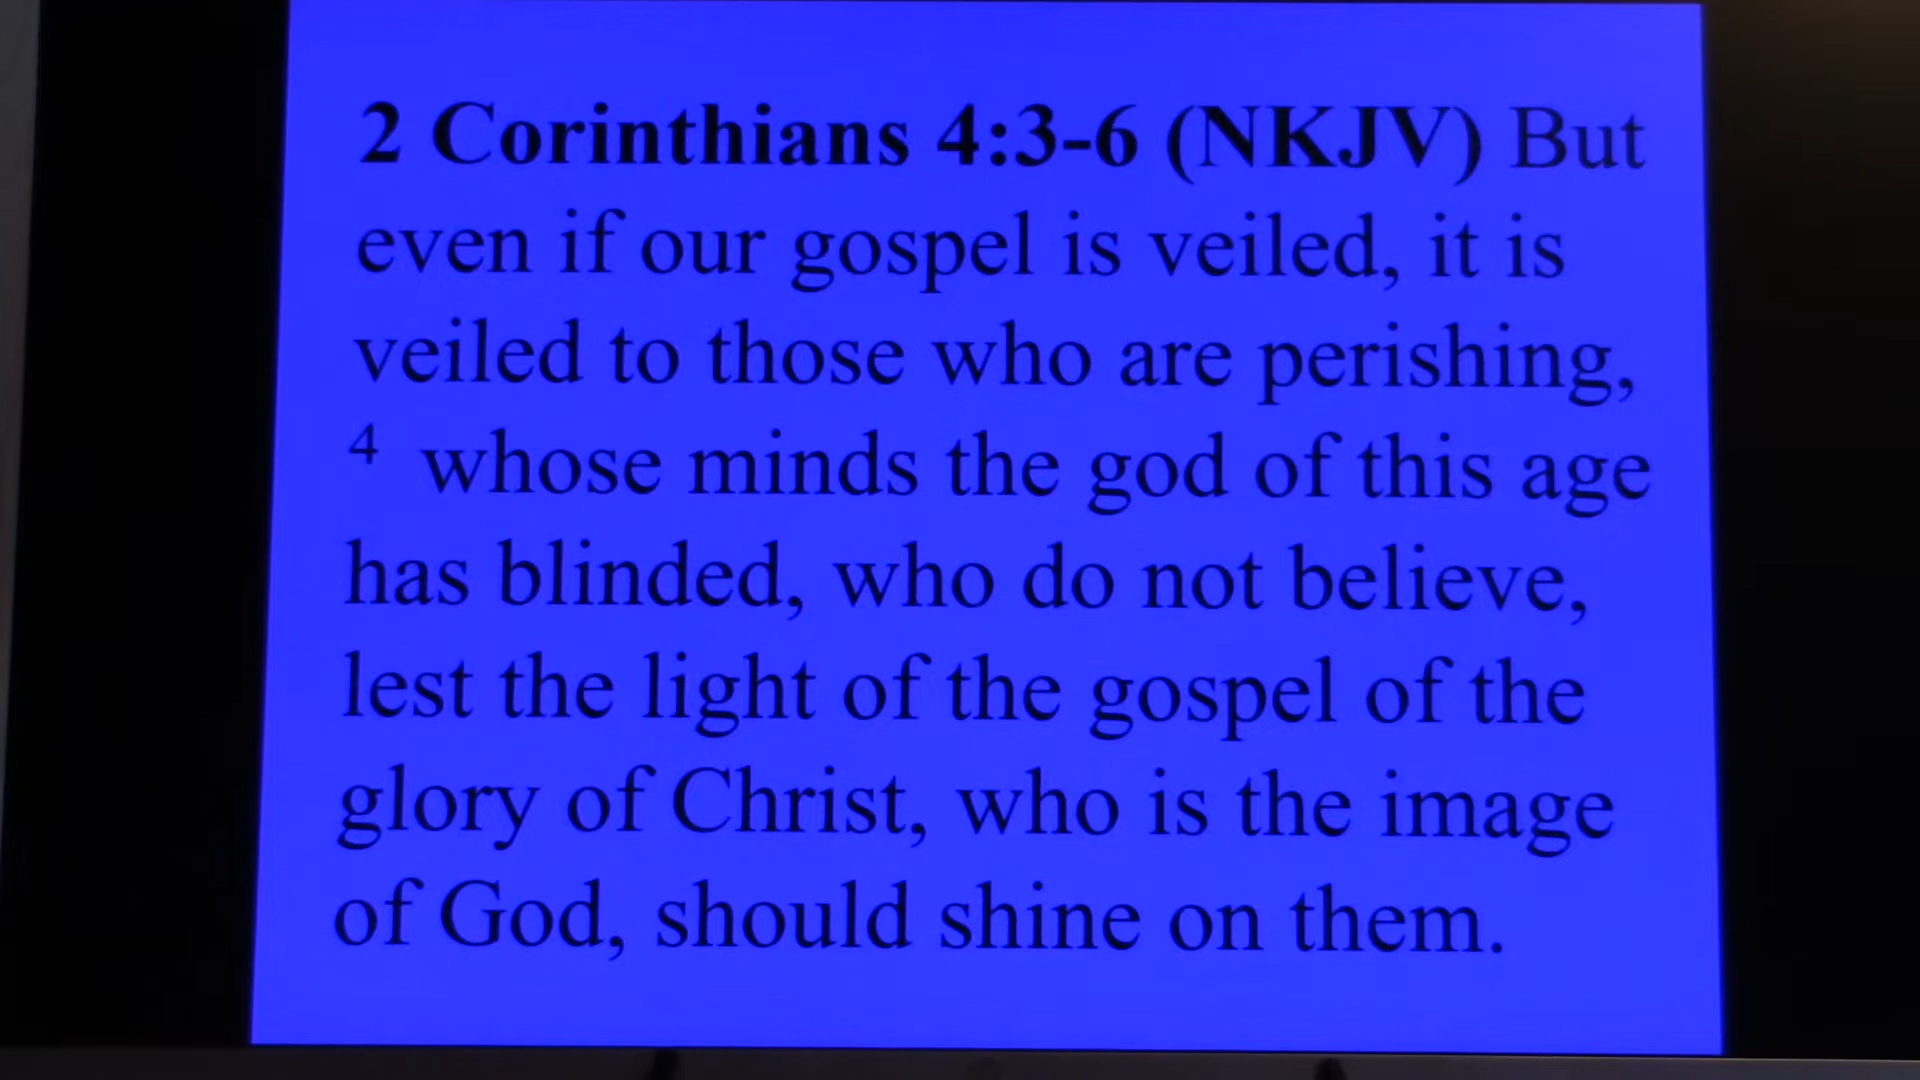 2 Corinthians 4:3-6 (NKJV) But
even if our gospel is veiled, it is
veiled to those who are perishing,
4 whose minds the god of this age
has blinded, who do not believe,
lest the light of the gospel of the
glory of Christ, who is the image
of God, should shine on them.